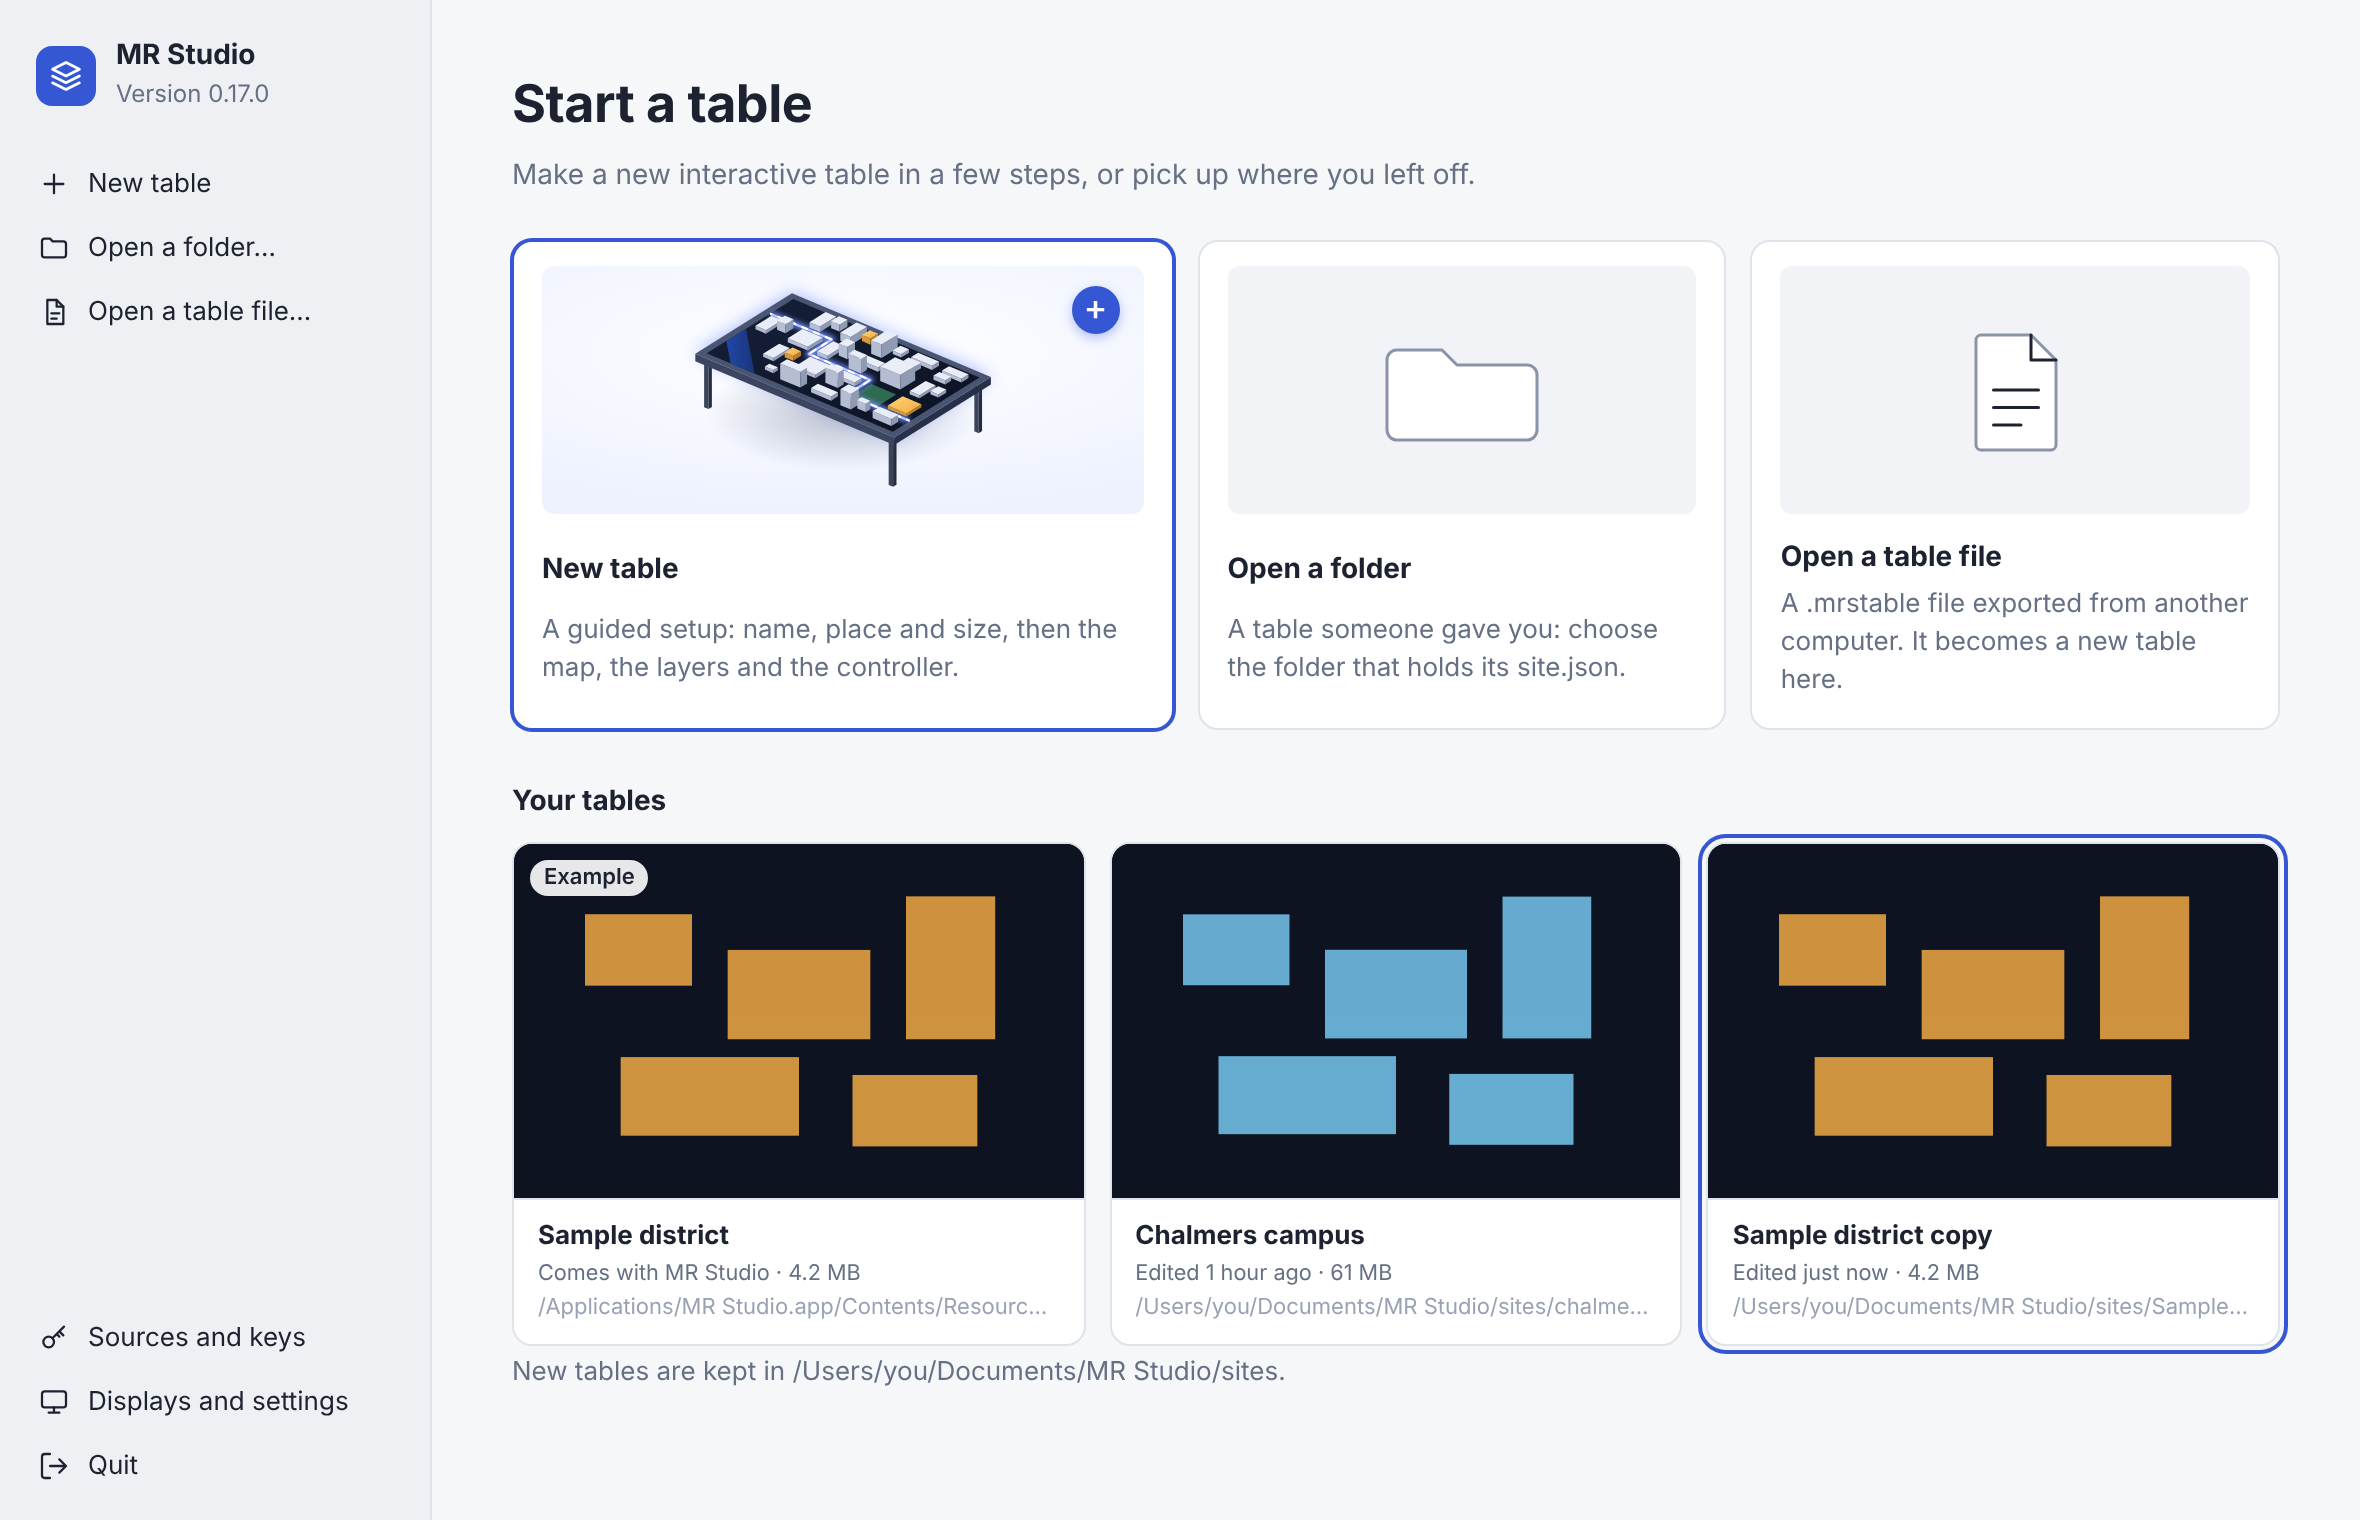 MR Studio
Version 0.17.0
New table
Open a folder...
Open a table file...
Sources and keys
Displays and settings
Quit
Start a table
Make a new interactive table in a few steps, or pick up where you left off.
New table
A guided setup: name, place and size, then the
map, the layers and the controller.
Open a folder
A table someone gave you: choose
the folder that holds its site.json.
Open a table file
A .mrstable file exported from another
computer. It becomes a new table
here.
Your tables
Example
Sample district
Comes with MR Studio · 4.2 MB
/Applications/MR Studio.app/Contents/Resourc...
Chalmers campus
Edited 1 hour ago · 61 MB
/Users/you/Documents/MR Studio/sites/chalme...
Sample district copy
Edited just now · 4.2 MB
/Users/you/Documents/MR Studio/sites/Sample...
New tables are kept in /Users/you/Documents/MR Studio/sites.